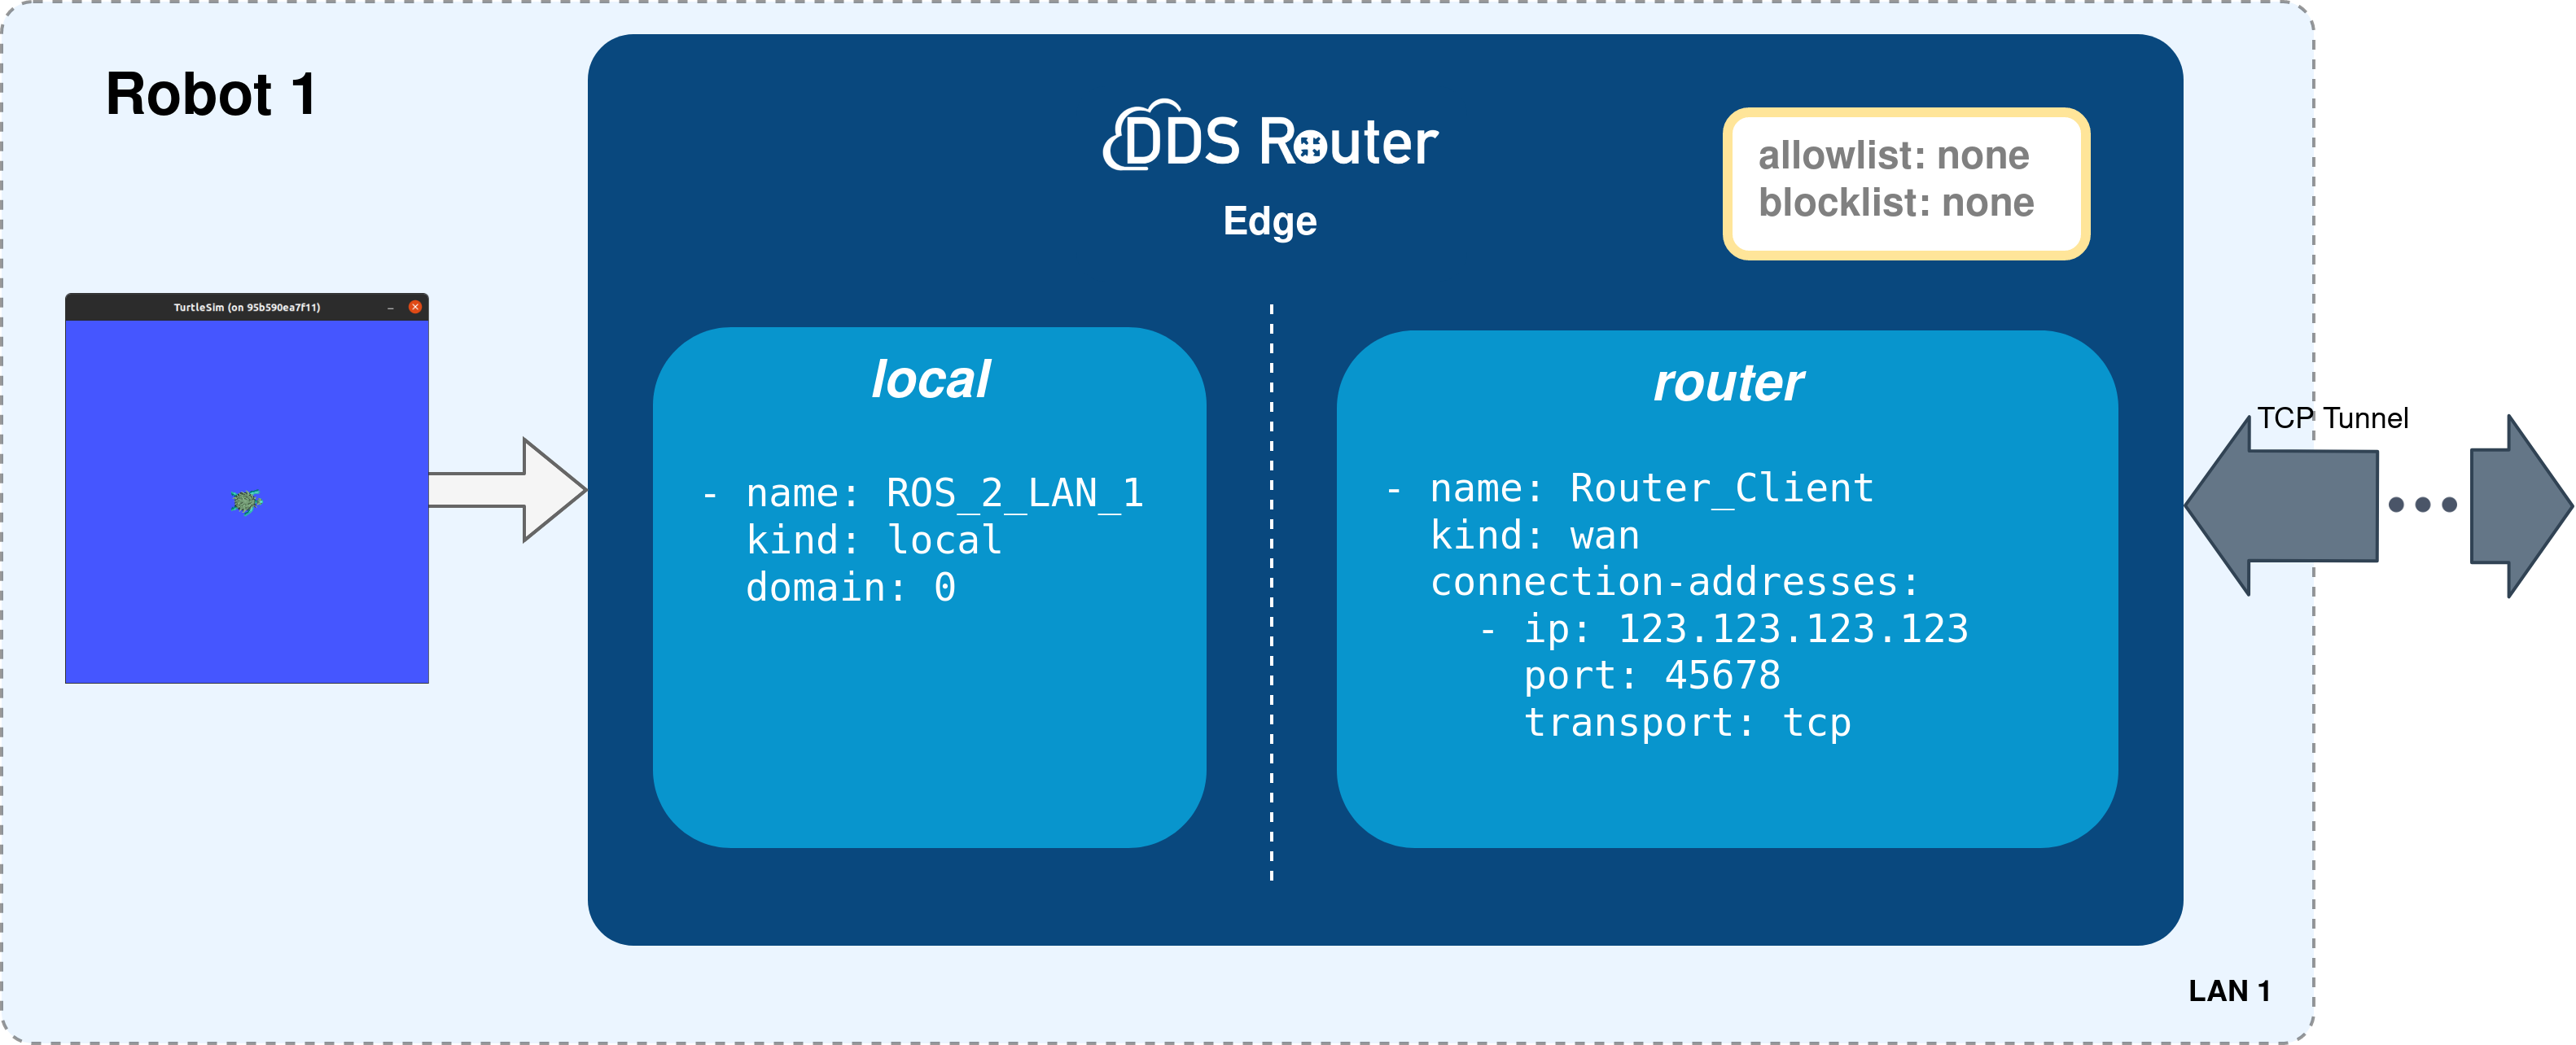 Robot 1
DDS Router
Edge
allowlist: none
blocklist: none
TurtleSim (on 95b590ea7f11)
local
- name: ROS_2_LAN_1
kind: local
domain: 0
router
- name: Router_Client
kind: wan
connection-addresses:
- ip: 123.123.123.123
port: 45678
transport: tcp
TCP Tunnel
LAN 1